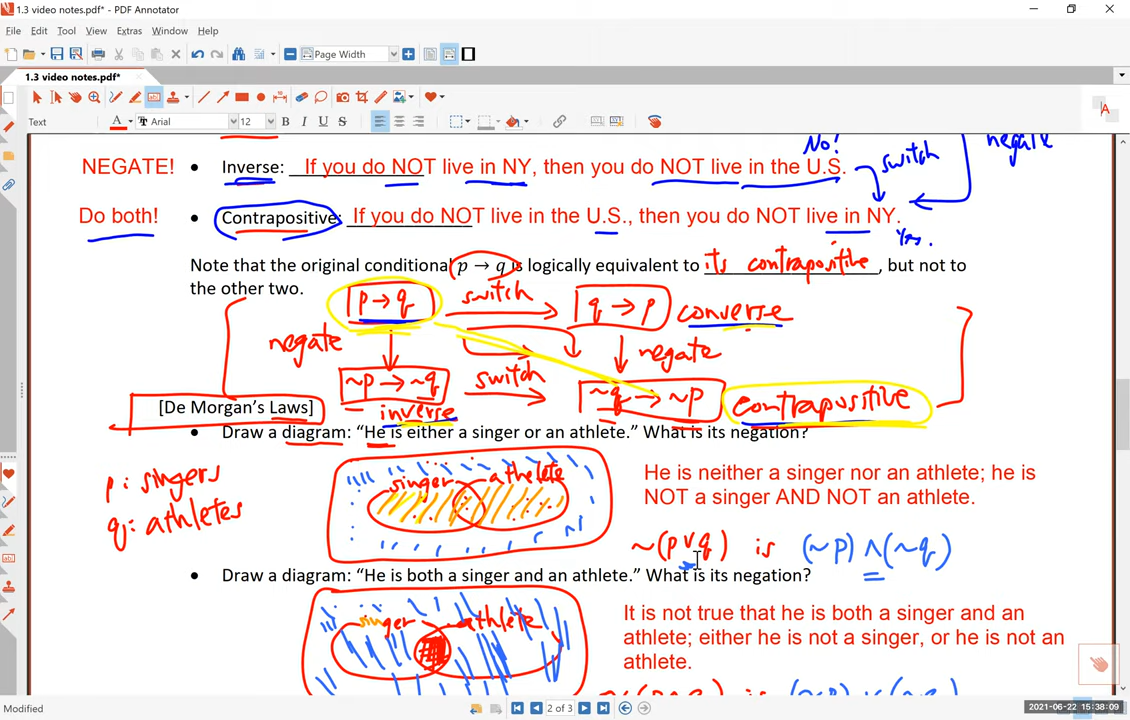 1.3 video notes.pdf* - PDF Annotator
File Edit Tool View Extras Window Help
Page Width
1.3 video notes.pdf* ×
Text Arial 12 B I U S
No!
switch
negate
NEGATE! • Inverse: If you do NOT live in NY, then you do NOT live in the U.S.
Do both! • Contrapositive: If you do NOT live in the U.S., then you do NOT live in NY.
Yes.
Note that the original conditional p → q is logically equivalent to its contrapositive, but not to
the other two.
p → q switch q → p converse
negate negate
~p → ~q switch ~q → ~p contrapositive
inverse
[De Morgan's Laws]
• Draw a diagram: "He is either a singer or an athlete." What is its negation?
p: singers
q: athletes
singer athlete
He is neither a singer nor an athlete; he is
NOT a singer AND NOT an athlete.
~(p ∨ q) is (~p) ∧ (~q)
• Draw a diagram: "He is both a singer and an athlete." What is its negation?
singer athlete
It is not true that he is both a singer and an
athlete; either he is not a singer, or he is not an
athlete.
Modified 2 of 3 2021-06-22 15:38:09